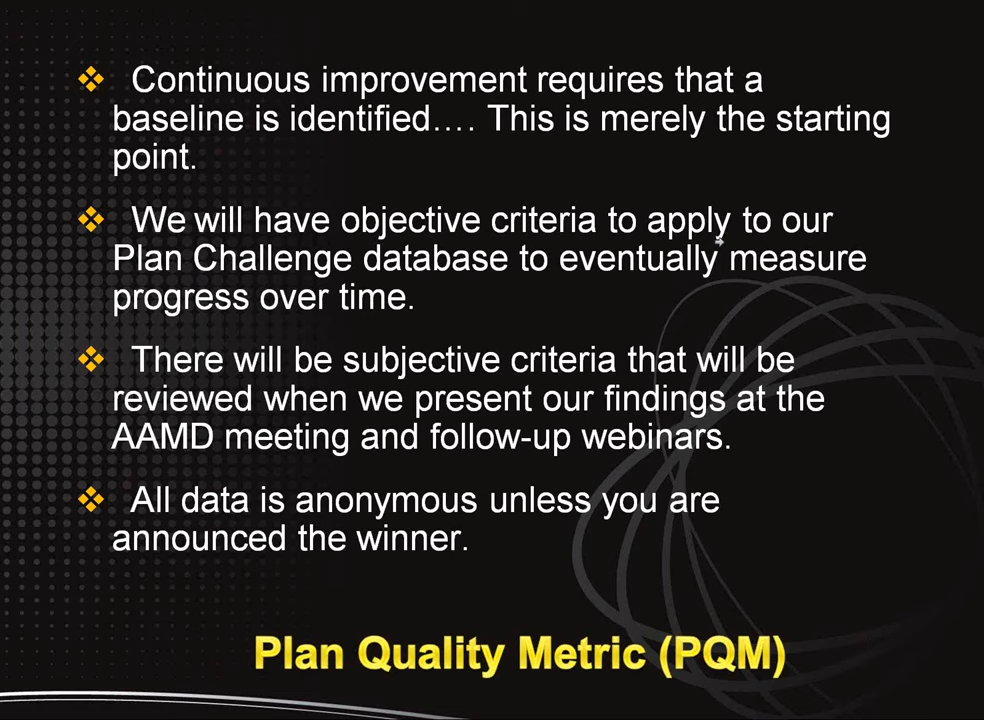 Continuous improvement requires that a
baseline is identified…. This is merely the starting
point.
We will have objective criteria to apply to our
Plan Challenge database to eventually measure
progress over time.
There will be subjective criteria that will be
reviewed when we present our findings at the
AAMD meeting and follow-up webinars.
All data is anonymous unless you are
announced the winner.
Plan Quality Metric (PQM)